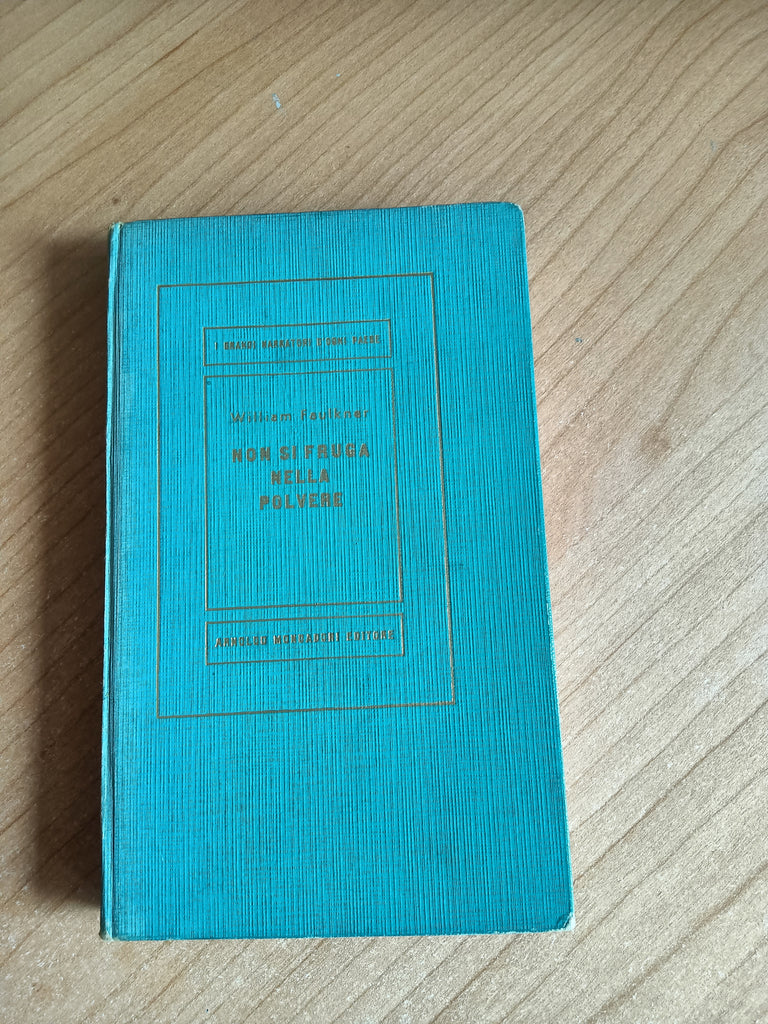 I GRANDI NARRATORI D'OGNI PAESE
William Faulkner
NON SI FRUGA
NELLA
POLVERE
ARNOLDO MONDADORI EDITORE